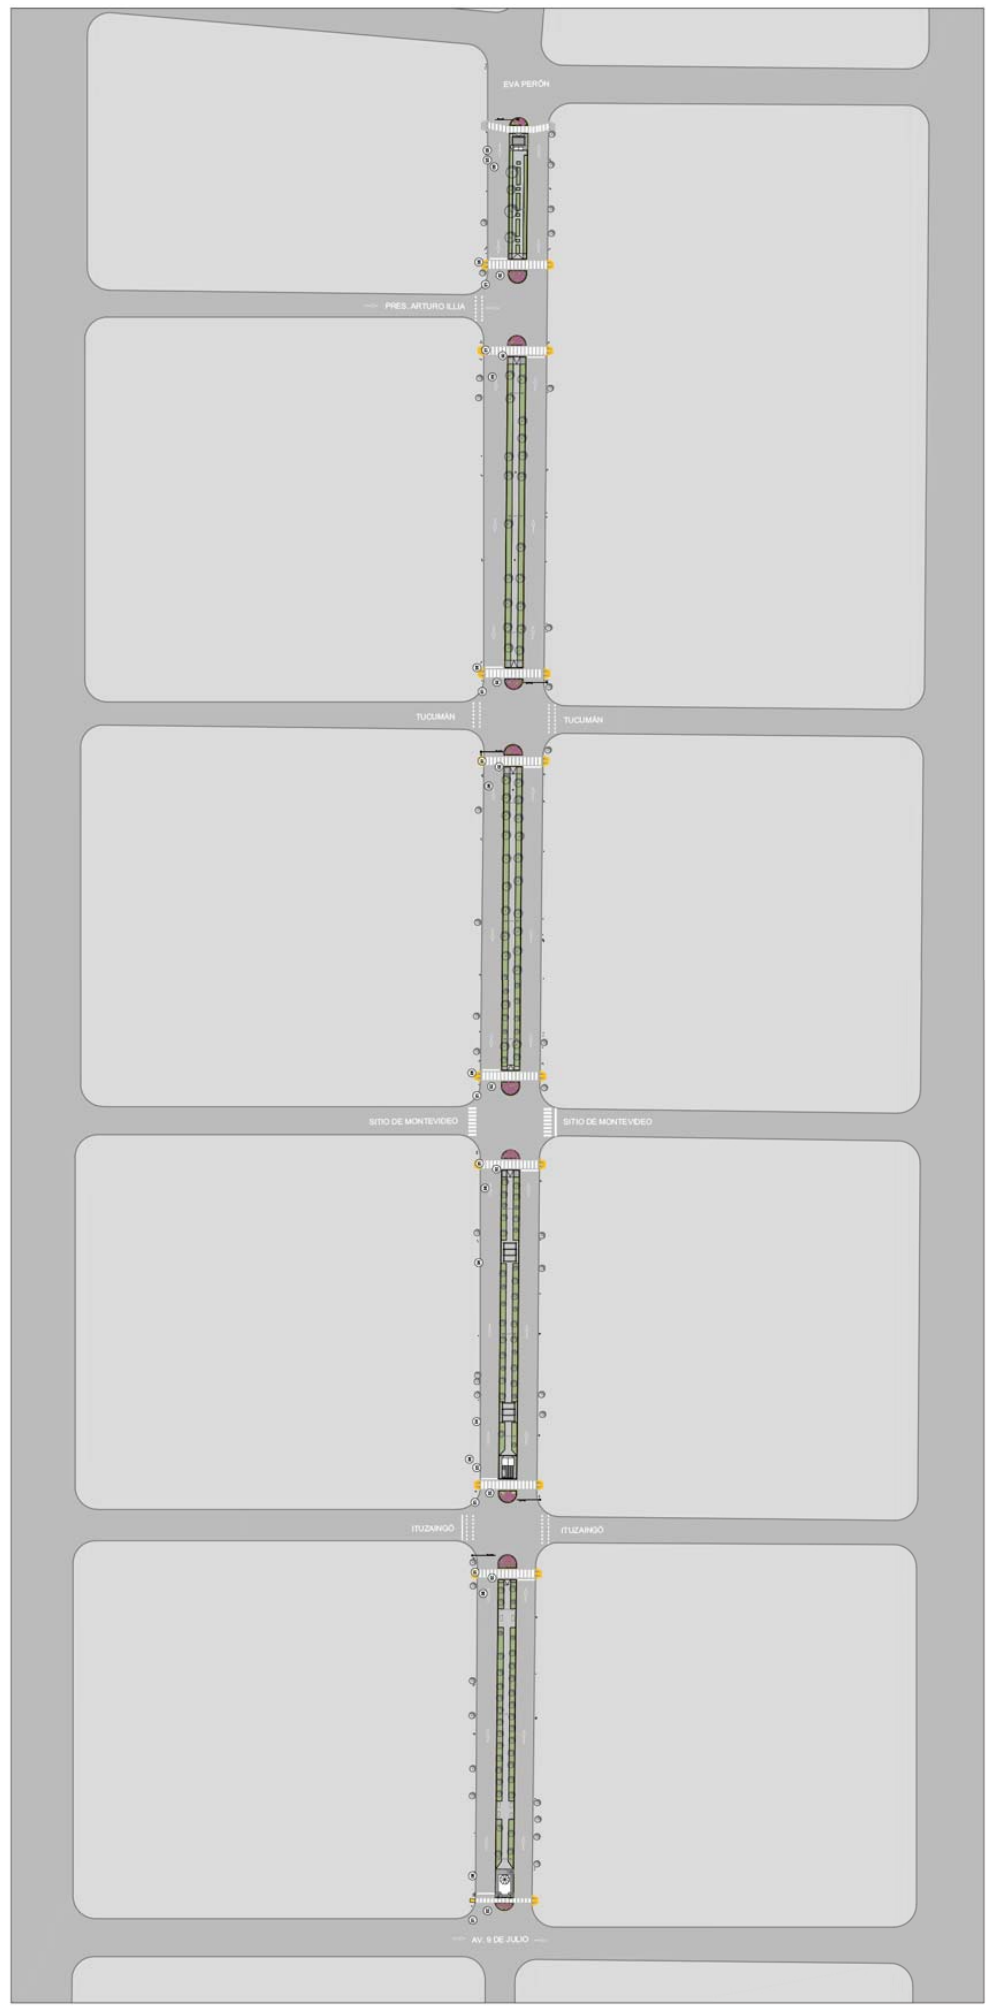 EVA PERÓN
PRES. ARTURO ILLIA
TUCUMÁN
TUCUMÁN
SITIO DE MONTEVIDEO
SITIO DE MONTEVIDEO
ITUZAINGÓ
ITUZAINGÓ
AV. 9 DE JULIO